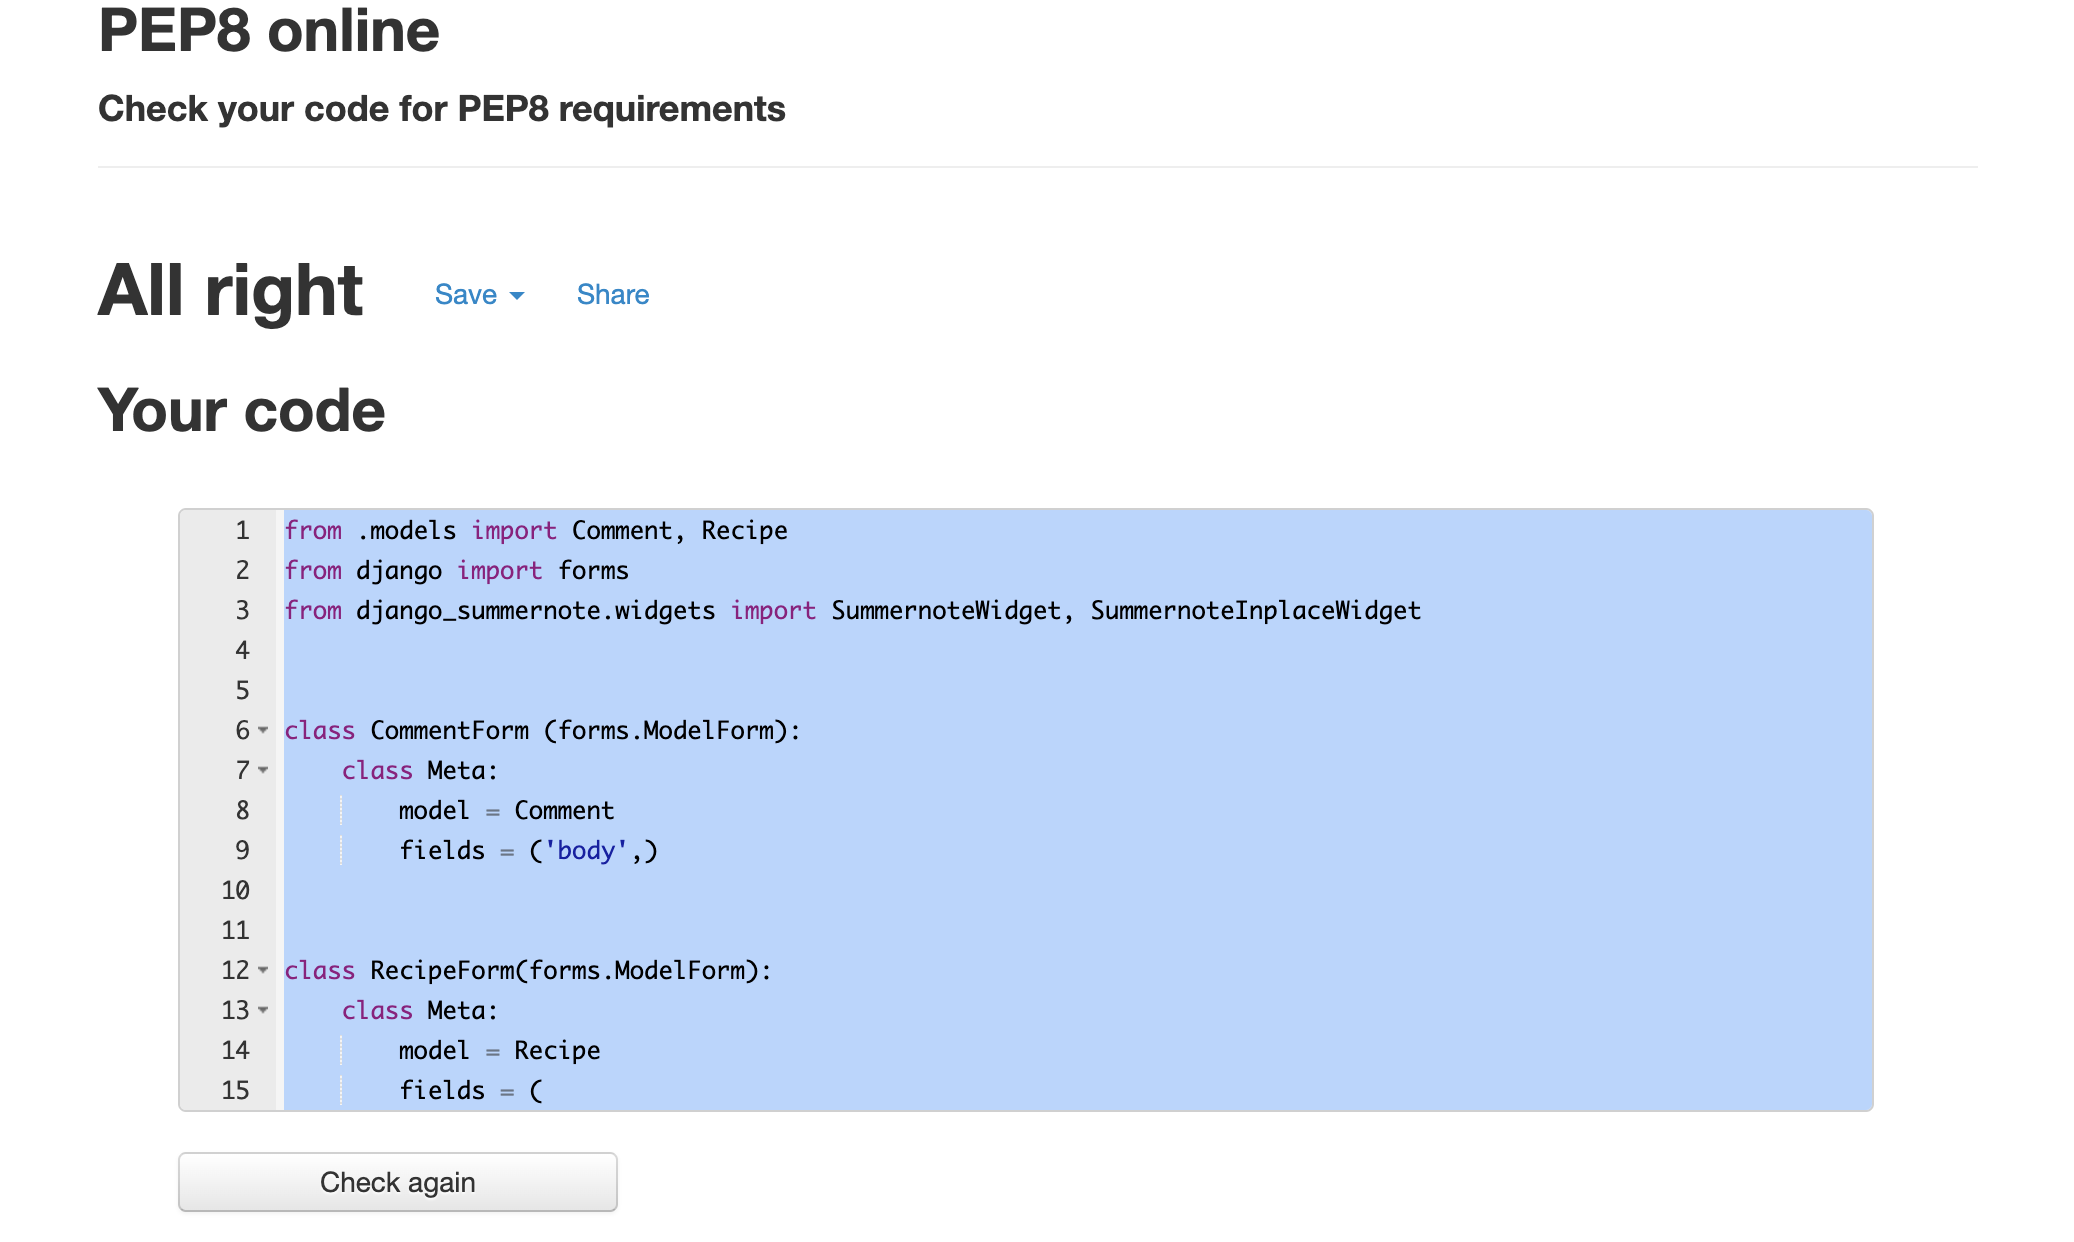 PEP8 online
Check your code for PEP8 requirements
All right Save Share
Your code
1 from .models import Comment, Recipe
2 from django import forms
3 from django_summernote.widgets import SummernoteWidget, SummernoteInplaceWidget
4
5
6 class CommentForm (forms.ModelForm):
7     class Meta:
8         model = Comment
9         fields = ('body',)
10
11
12 class RecipeForm(forms.ModelForm):
13     class Meta:
14         model = Recipe
15         fields = (
Check again